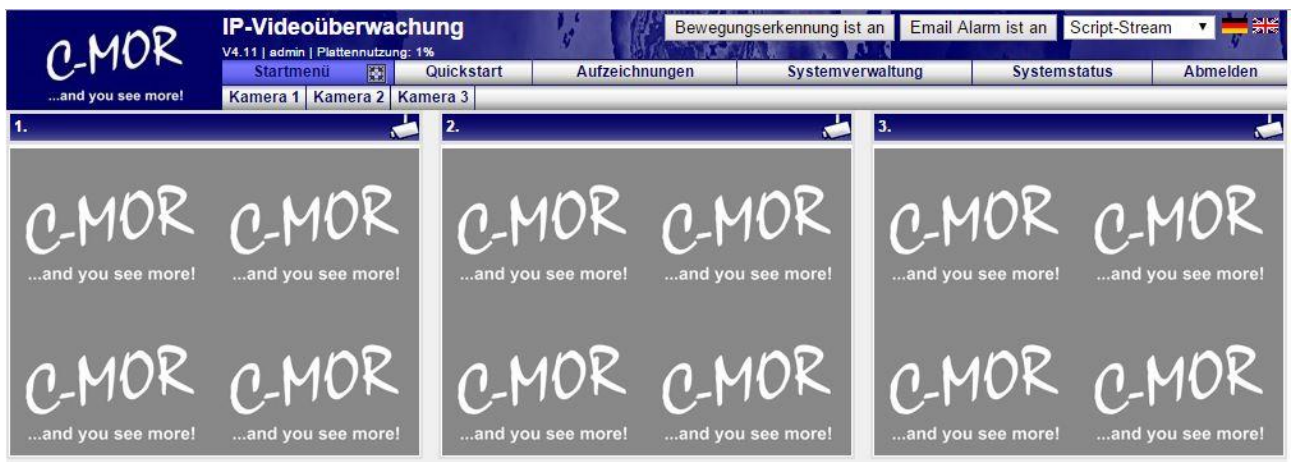 C-MOR
...and you see more!
IP-Videoüberwachung
V4.11 | admin | Plattennutzung: 1%
Bewegungserkennung ist an
Email Alarm ist an
Script-Stream
Startmenü
Quickstart
Aufzeichnungen
Systemverwaltung
Systemstatus
Abmelden
Kamera 1
Kamera 2
Kamera 3
1.
2.
3.
C-MOR C-MOR C-MOR C-MOR C-MOR C-MOR
...and you see more! ...and you see more! ...and you see more! ...and you see more! ...and you see more! ...and you see more!
C-MOR C-MOR C-MOR C-MOR C-MOR C-MOR
...and you see more! ...and you see more! ...and you see more! ...and you see more! ...and you see more! ...and you see more!